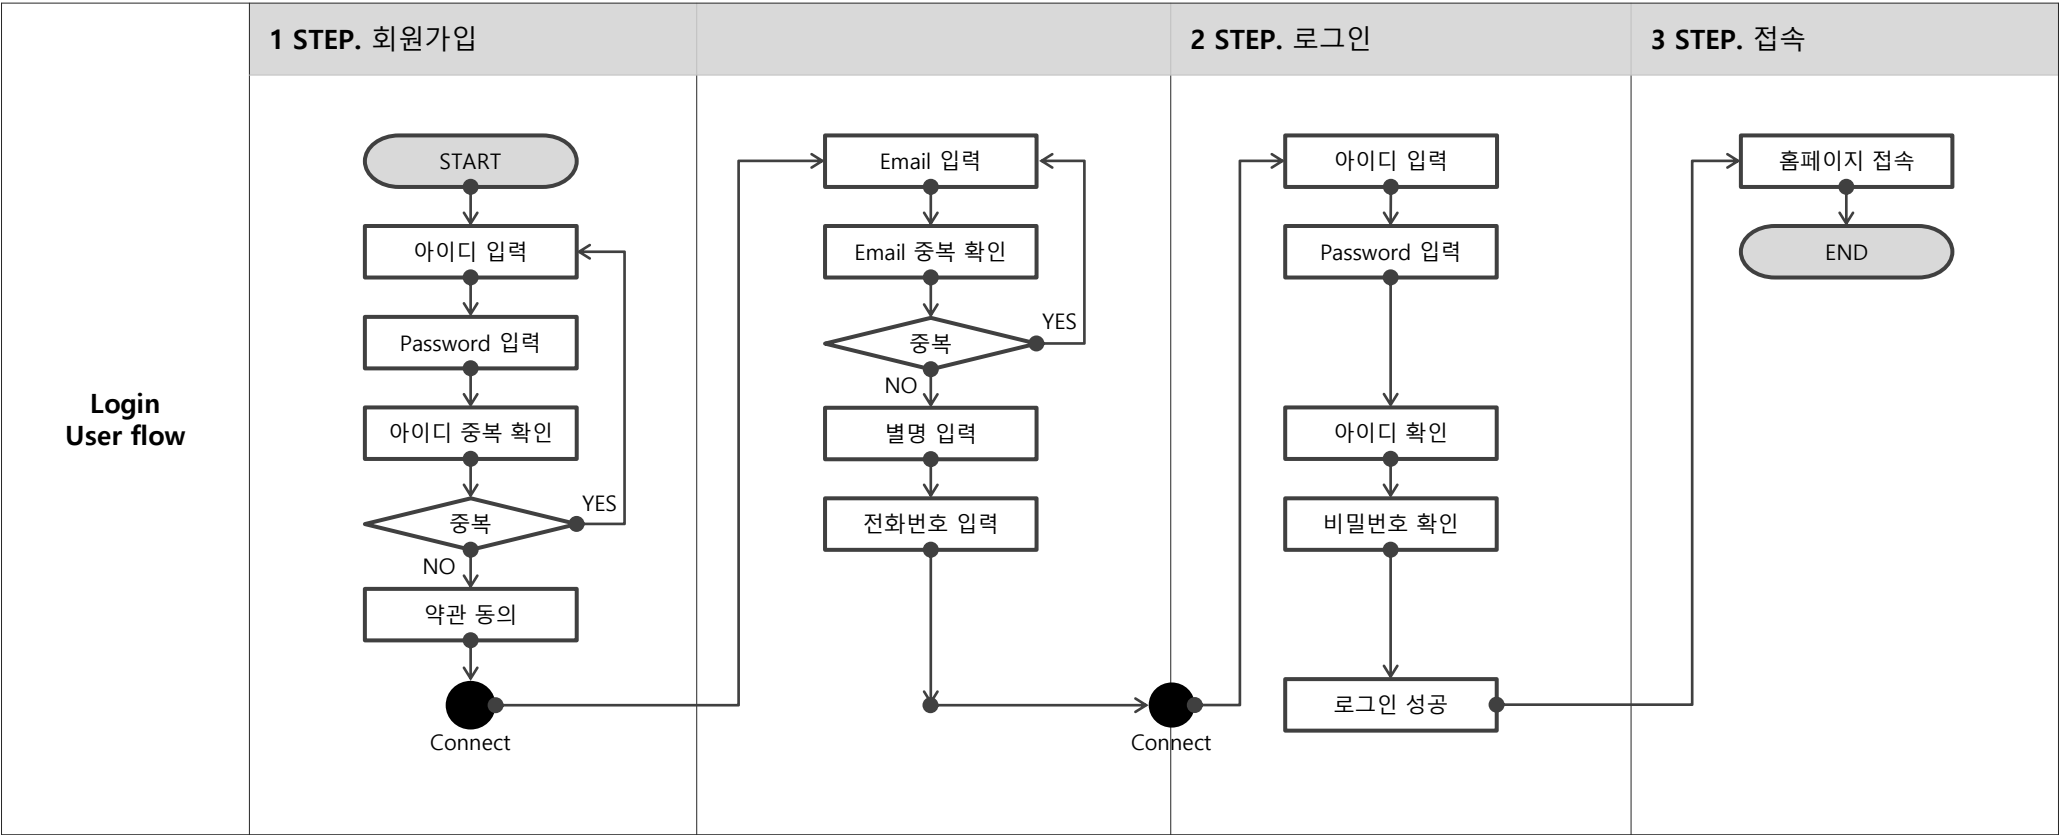 1 STEP. 회원가입
2 STEP. 로그인
3 STEP. 접속
Login
User flow
START
아이디 입력
Password 입력
아이디 중복 확인
중복
YES
NO
약관 동의
Connect
Email 입력
Email 중복 확인
중복
YES
NO
별명 입력
전화번호 입력
Connect
아이디 입력
Password 입력
아이디 확인
비밀번호 확인
로그인 성공
홈페이지 접속
END